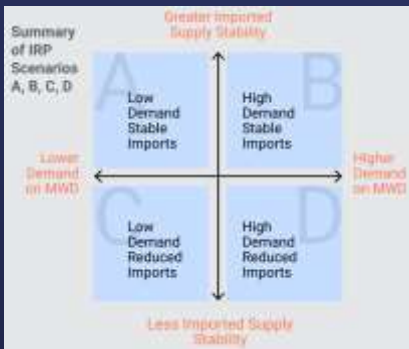 Greater Imported
Supply Stability
Summary
of IRP
Scenarios
A, B, C, D
A
Low
Demand
Stable
Imports
B
High
Demand
Stable
Imports
Lower
Demand
on MWD
Higher
Demand
on MWD
C
Low
Demand
Reduced
Imports
D
High
Demand
Reduced
Imports
Less Imported Supply
Stability